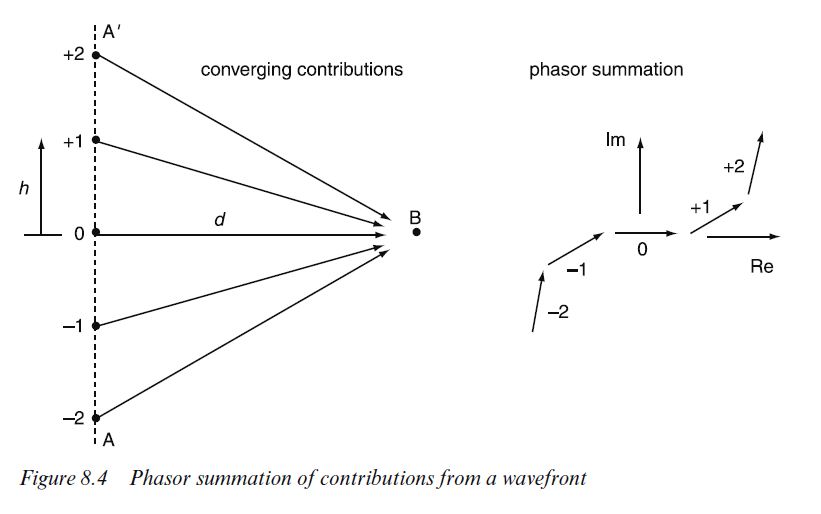 A'
+2
converging contributions
phasor summation
+1
h
d
0
B
−1
−2
A
Im
+2
+1
0
Re
−1
−2
Figure 8.4 Phasor summation of contributions from a wavefront